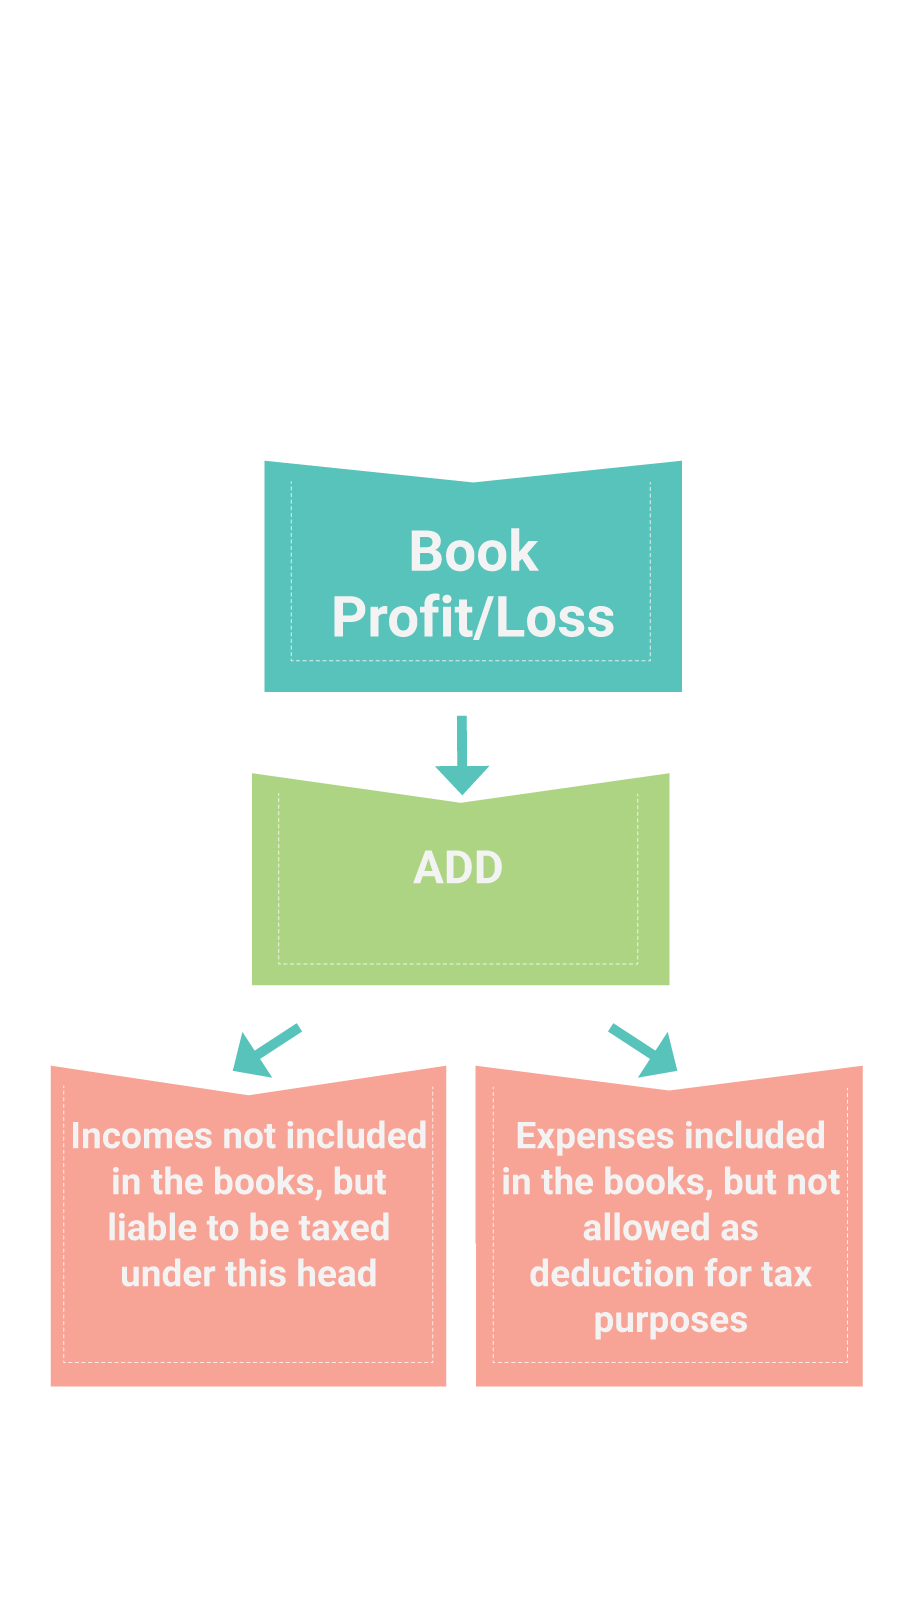 Book
Profit/Loss
ADD
Incomes not included
in the books, but
liable to be taxed
under this head
Expenses included
in the books, but not
allowed as
deduction for tax
purposes